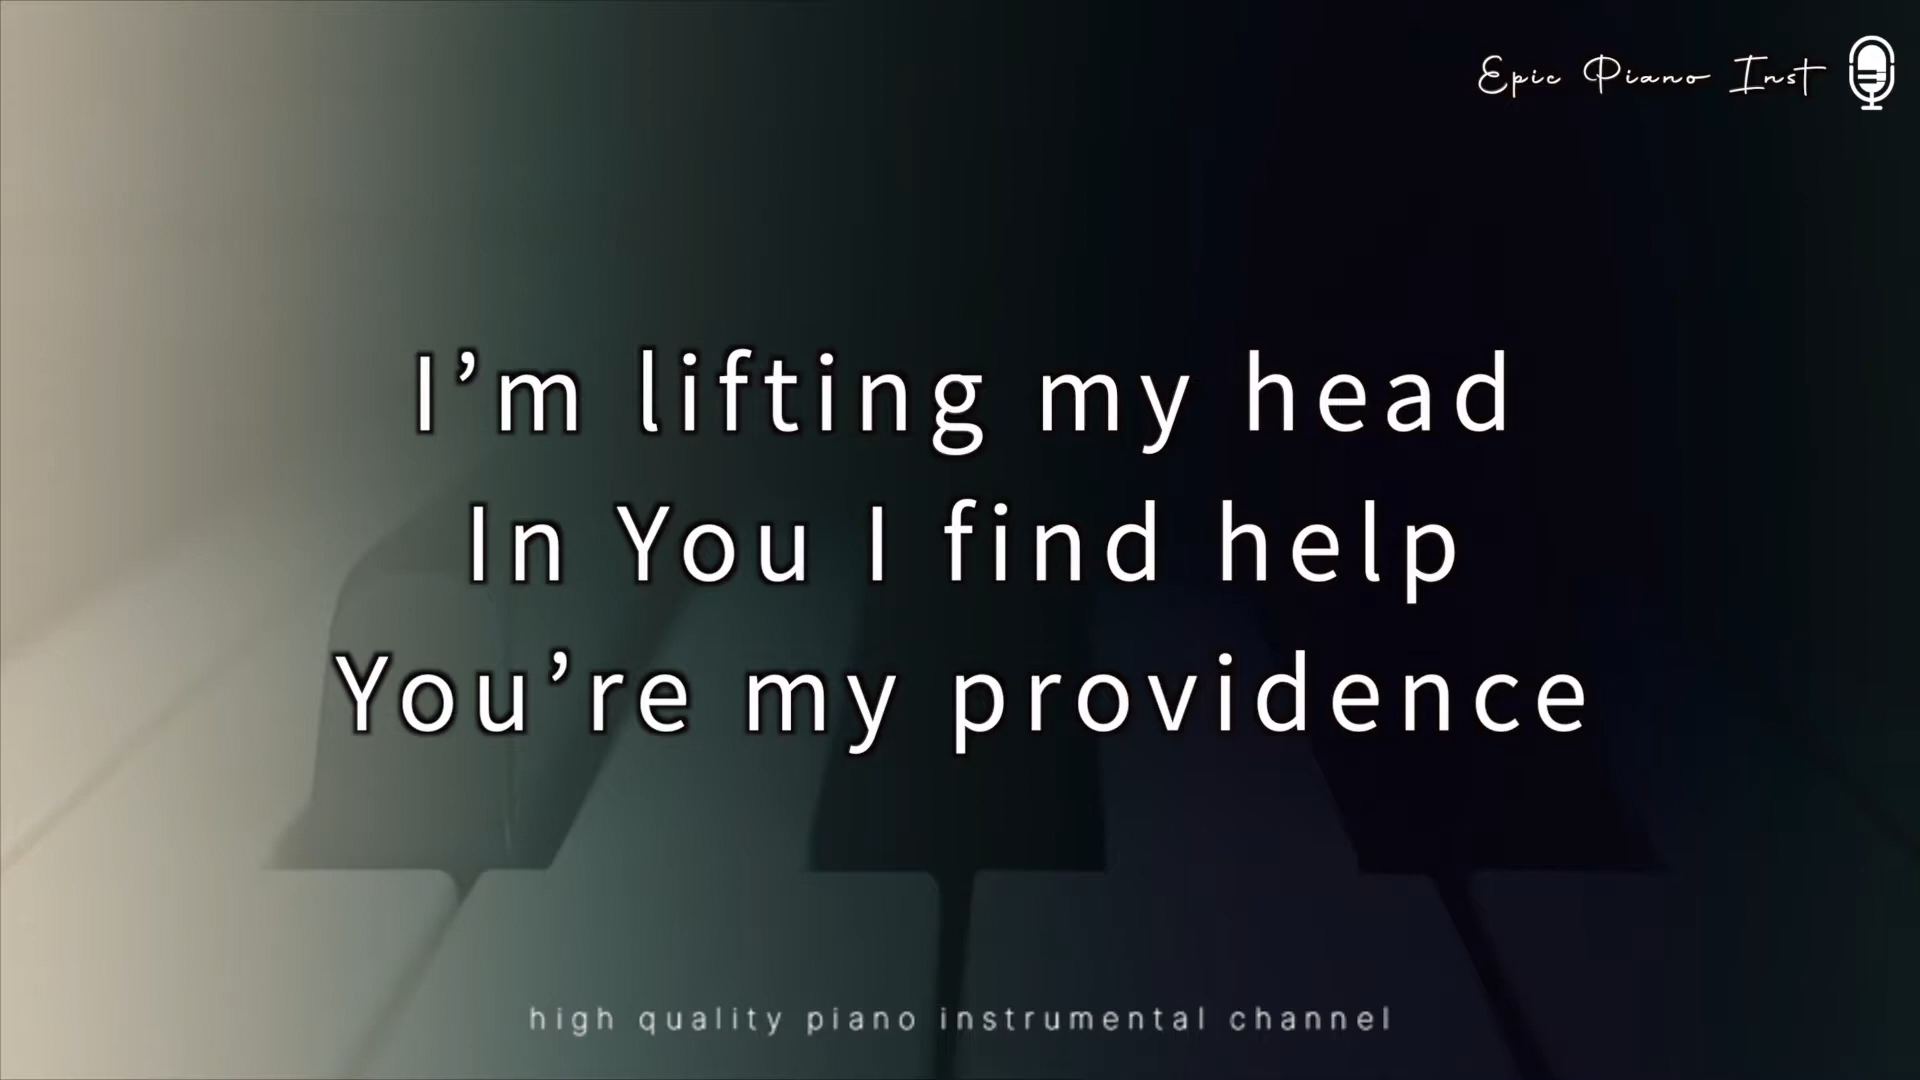 Epic Piano Inst
I’m lifting my head
In You I find help
You’re my providence
high quality piano instrumental channel